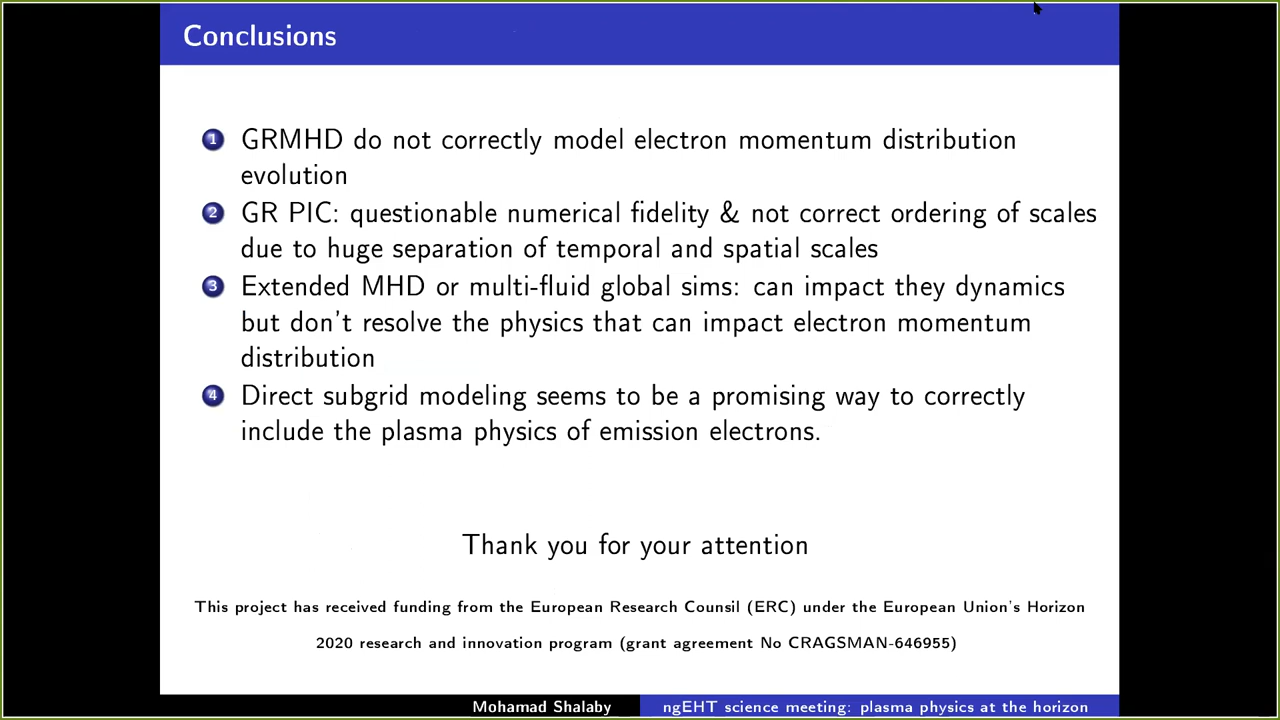 Conclusions
1 GRMHD do not correctly model electron momentum distribution
evolution
2 GR PIC: questionable numerical fidelity & not correct ordering of scales
due to huge separation of temporal and spatial scales
3 Extended MHD or multi-fluid global sims: can impact they dynamics
but don't resolve the physics that can impact electron momentum
distribution
4 Direct subgrid modeling seems to be a promising way to correctly
include the plasma physics of emission electrons.
Thank you for your attention
This project has received funding from the European Research Counsil (ERC) under the European Union's Horizon
2020 research and innovation program (grant agreement No CRAGSMAN-646955)
Mohamad Shalaby ngEHT science meeting: plasma physics at the horizon